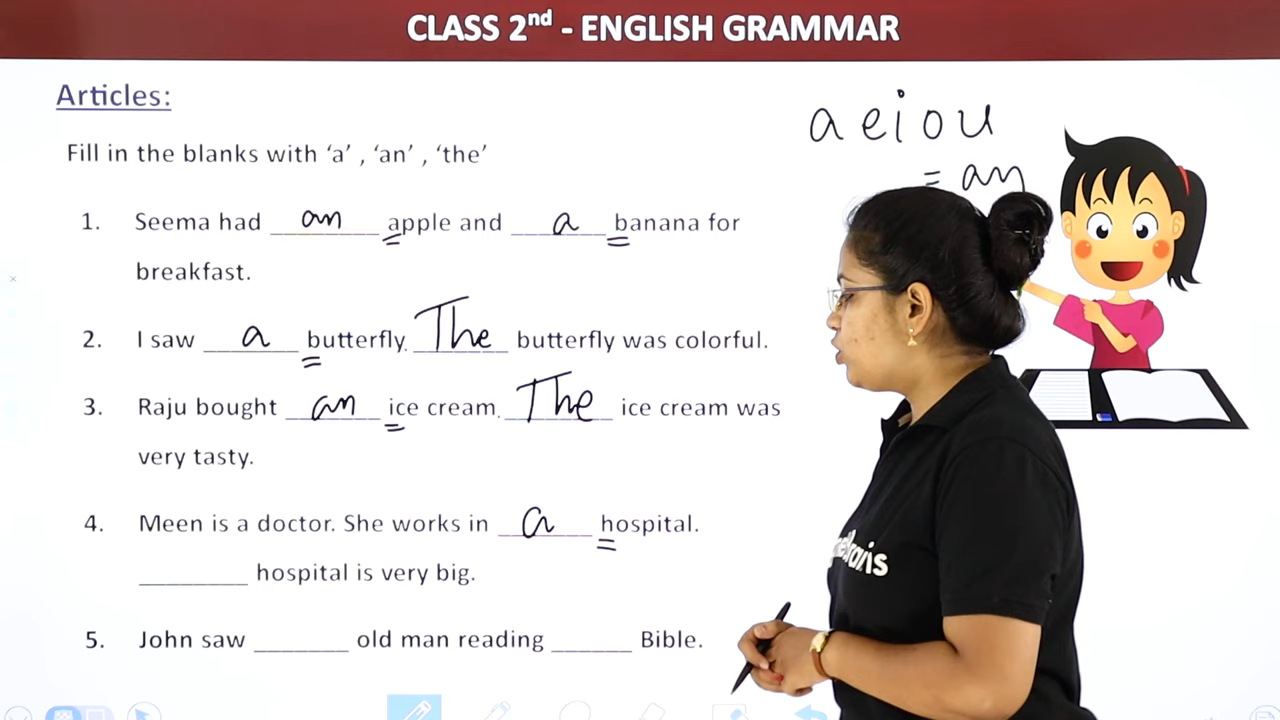 CLASS 2nd - ENGLISH GRAMMAR
Articles:
a e i o u
= an
Fill in the blanks with ‘a’ , ‘an’ , ‘the’
1. Seema had an apple and a banana for
breakfast.
2. I saw a butterfly. The butterfly was colorful.
3. Raju bought an ice cream. The ice cream was
very tasty.
4. Meen is a doctor. She works in a hospital.
________ hospital is very big.
5. John saw _______ old man reading ______ Bible.